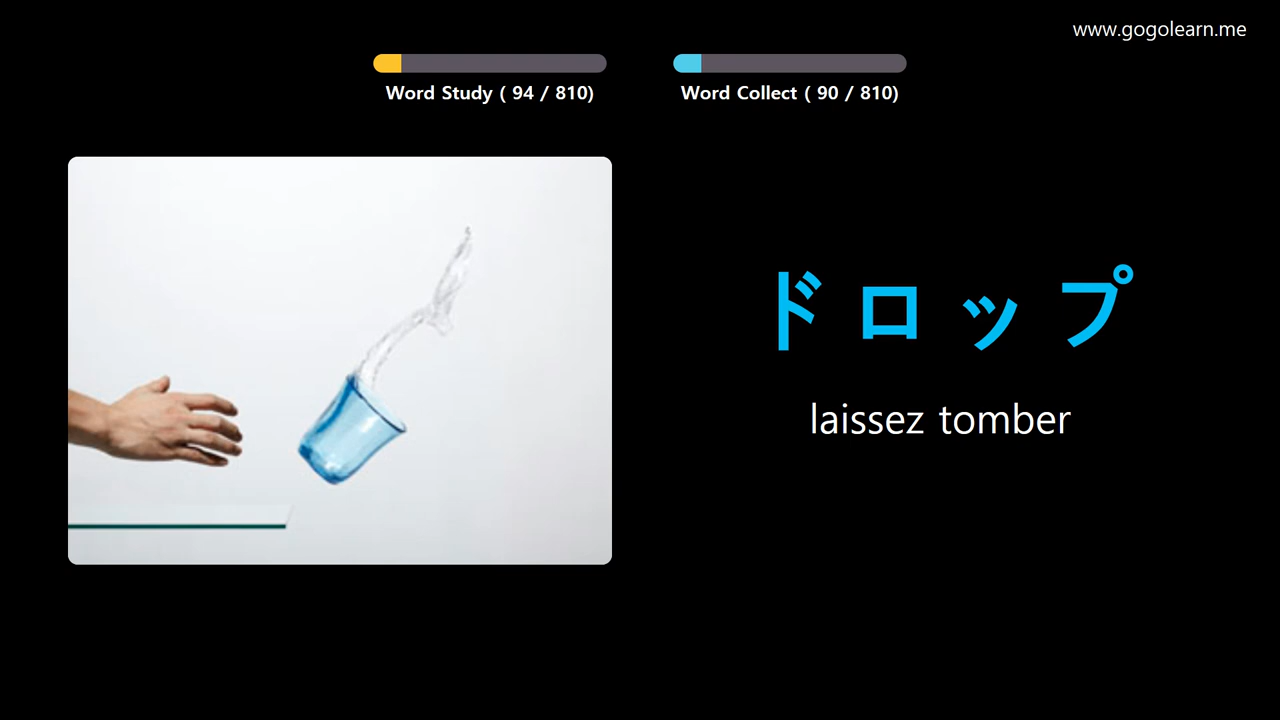 www.gogolearn.me
Word Study ( 94 / 810)
Word Collect ( 90 / 810)
ドロップ
laissez tomber